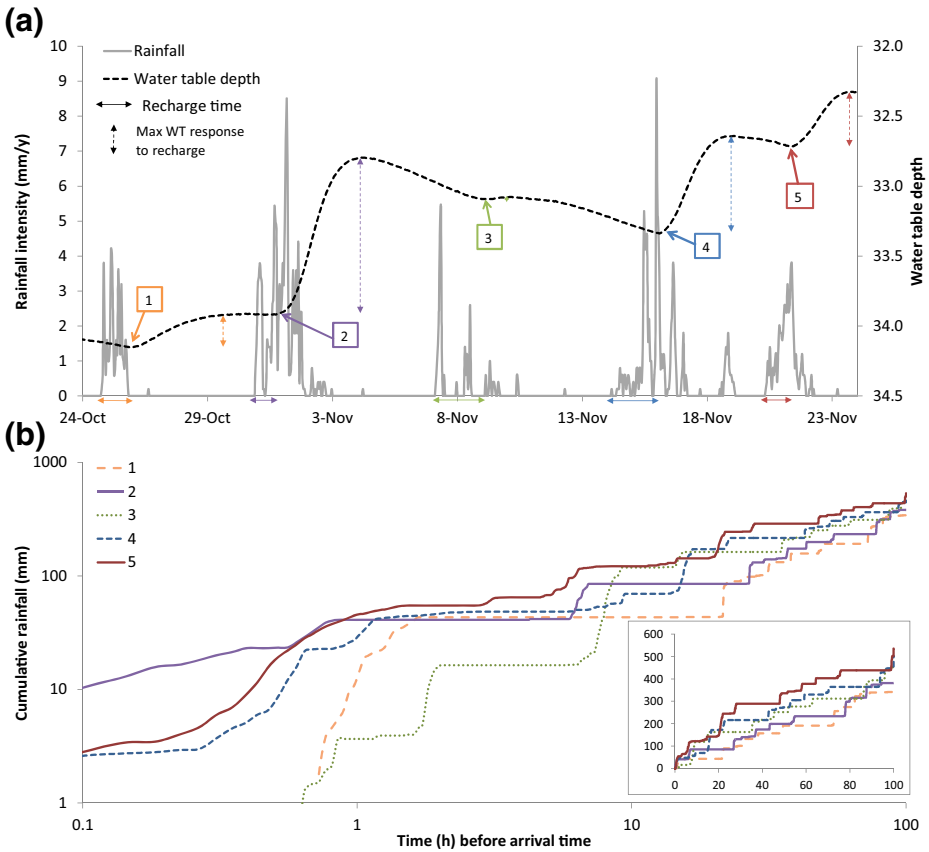 (a)
10
9
8
7
6
5
4
3
2
1
0
Rainfall intensity (mm/y)
Rainfall
Water table depth
Recharge time
Max WT response
to recharge
32.0
32.5
33.0
33.5
34.0
34.5
Water table depth
1
2
3
4
5
24-Oct
29-Oct
3-Nov
8-Nov
13-Nov
18-Nov
23-Nov
(b)
1000
100
10
1
Cumulative rainfall (mm)
1
2
3
4
5
600
500
400
300
200
100
0
0
20
40
60
80
100
0.1
1
10
100
Time (h) before arrival time